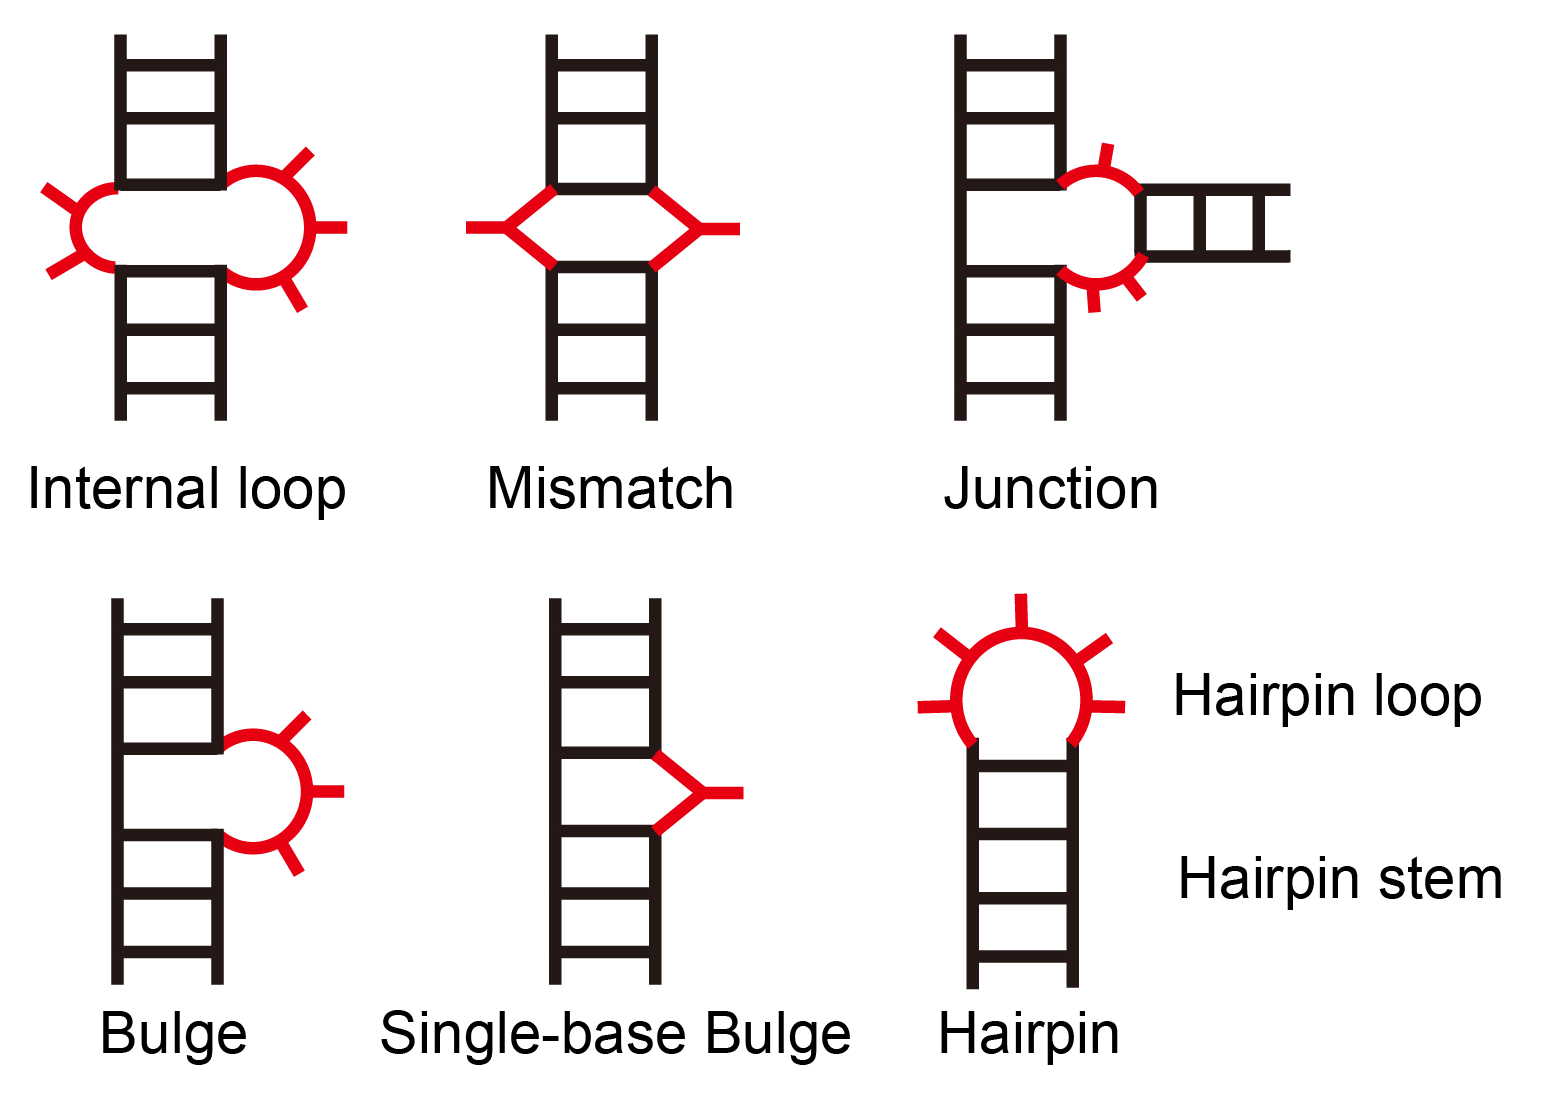 Internal loop
Mismatch
Junction
Hairpin loop
Hairpin stem
Bulge
Single-base Bulge
Hairpin